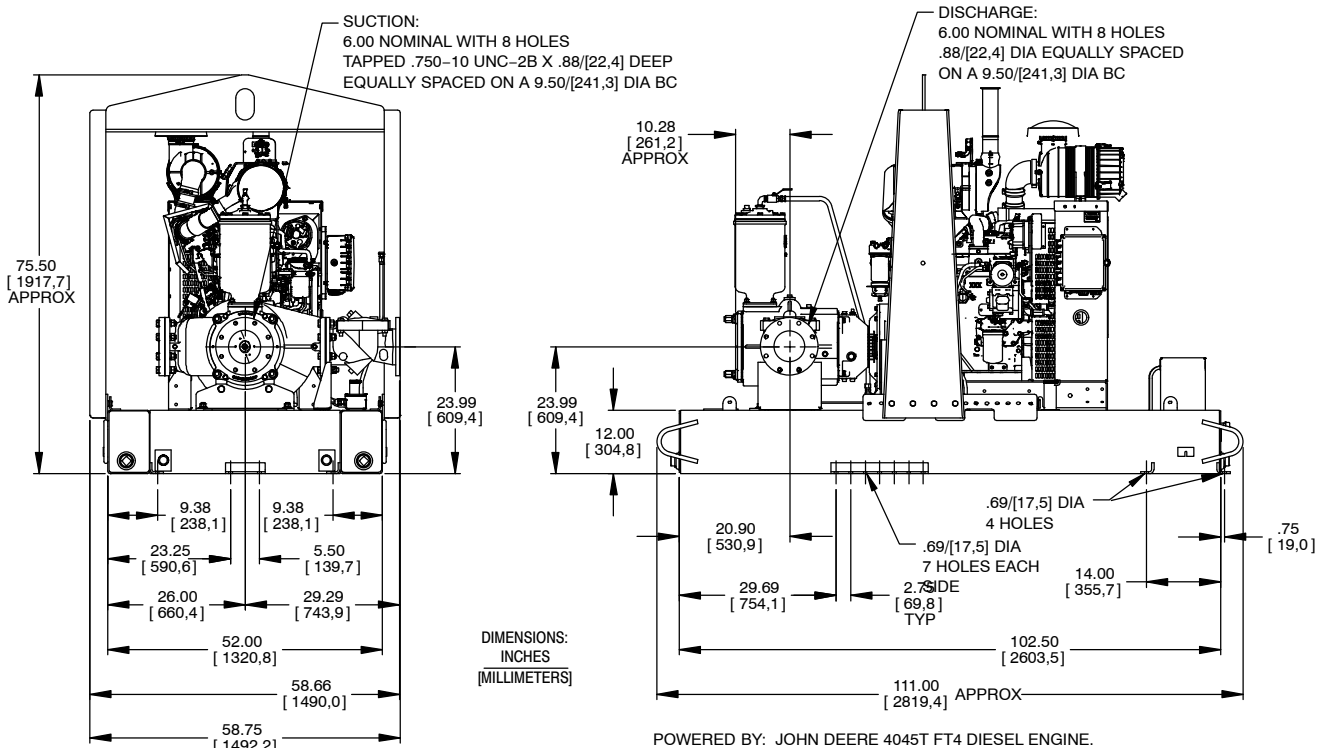 SUCTION:
6.00 NOMINAL WITH 8 HOLES
TAPPED .750-10 UNC-2B X .88/[22,4] DEEP
EQUALLY SPACED ON A 9.50/[241,3] DIA BC
DISCHARGE:
6.00 NOMINAL WITH 8 HOLES
.88/[22,4] DIA EQUALLY SPACED
ON A 9.50/[241,3] DIA BC
10.28
[ 261,2 ]
APPROX
75.50
[ 1917,7 ]
APPROX
23.99
[ 609,4 ]
23.99
[ 609,4 ]
12.00
[ 304,8 ]
9.38
[ 238,1 ]
9.38
[ 238,1 ]
23.25
[ 590,6 ]
5.50
[ 139,7 ]
26.00
[ 660,4 ]
29.29
[ 743,9 ]
52.00
[ 1320,8 ]
58.66
[ 1490,0 ]
58.75
[ 1492,2 ]
DIMENSIONS:
INCHES
[MILLIMETERS]
20.90
[ 530,9 ]
29.69
[ 754,1 ]
.69/[17,5] DIA
7 HOLES EACH
SIDE
2.75
[ 69,8 ]
TYP
.69/[17,5] DIA
4 HOLES
.75
[ 19,0 ]
14.00
[ 355,7 ]
102.50
[ 2603,5 ]
111.00
[ 2819,4 ]
APPROX
POWERED BY: JOHN DEERE 4045T FT4 DIESEL ENGINE.